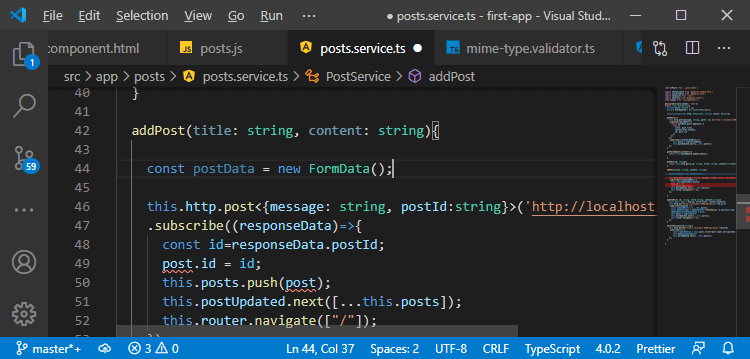 File Edit Selection View Go Run ... ● posts.service.ts - first-app - Visual Stud...
component.html JS posts.js posts.service.ts ● mime-type.validator.ts
src > app > posts > posts.service.ts > PostService > addPost
40 }
41
42 addPost(title: string, content: string){
43
44 const postData = new FormData();
45
46 this.http.post<{message: string, postId:string}>('http://localhost
47 .subscribe((responseData)=>{
48 const id=responseData.postId;
49 post.id = id;
50 this.posts.push(post);
51 this.postUpdated.next([...this.posts]);
52 this.router.navigate(["/"]);
53 })
1
59
master*+ 3 0 Ln 44, Col 37 Spaces: 2 UTF-8 CRLF TypeScript 4.0.2 Prettier